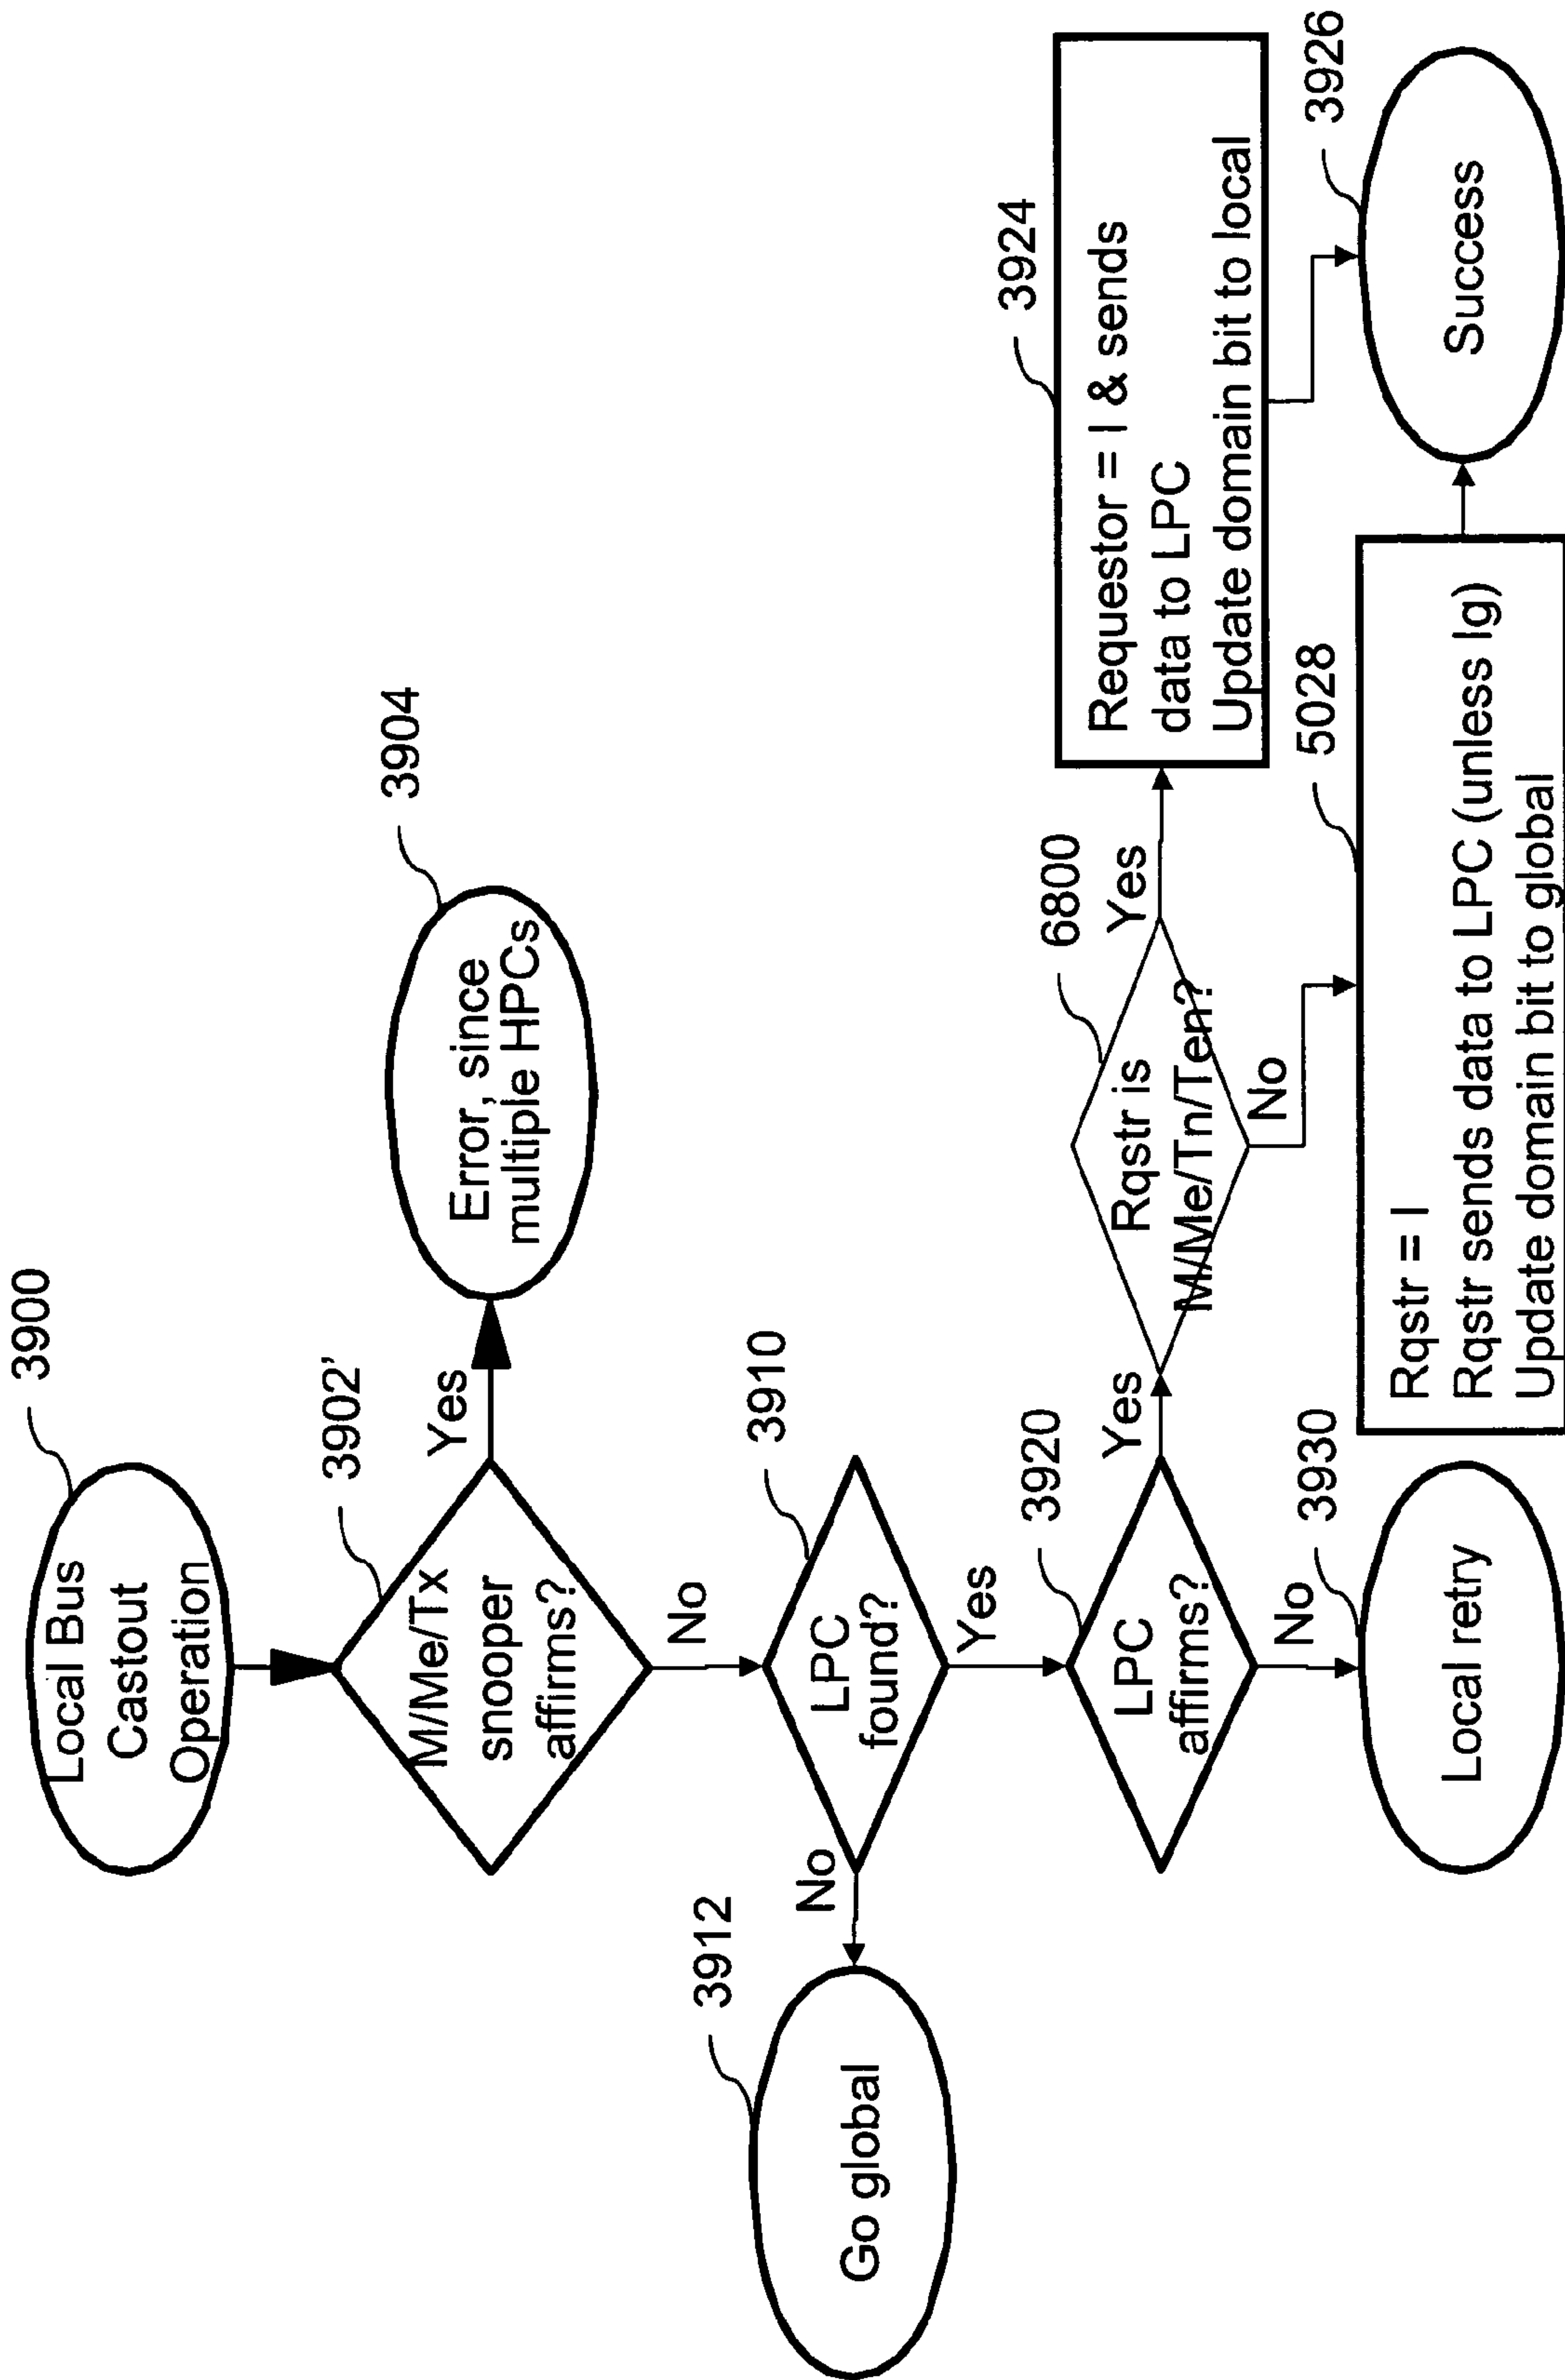 3900
Local Bus
Castout
Operation
3902'
M/Me/Tx
snooper
affirms?
Yes
3904
Error, since
multiple HPCs
No
3910
LPC
found?
No
3912
Go global
Yes
3920
LPC
affirms?
Yes
6800
Rqstr is
M/Me/Tn/Ten?
Yes
3924
Requestor = I & sends
data to LPC
Update domain bit to local
No
3930
Local retry
No
5028
Rqstr = I
Rqstr sends data to LPC (unless Ig)
Update domain bit to global
3926
Success